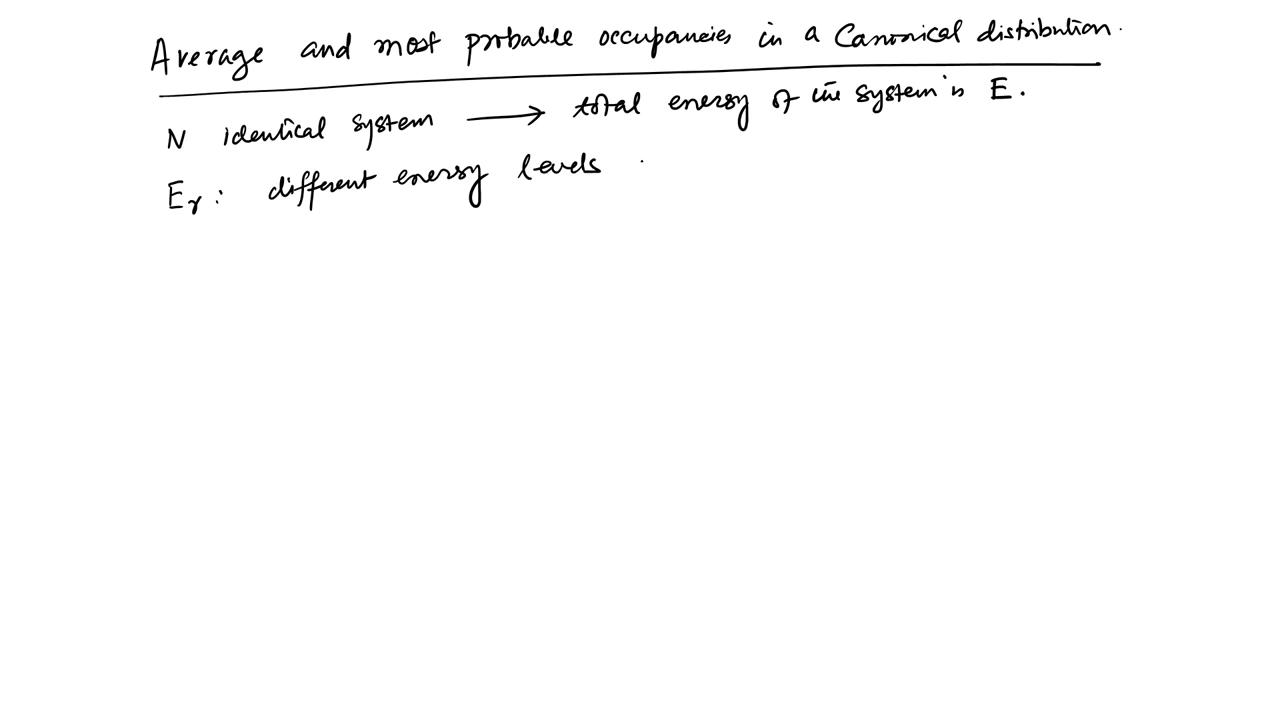 Average and most probable occupancies in a Canonical distribution.
N identical system → total energy of the system is E.
Er : different energy levels .